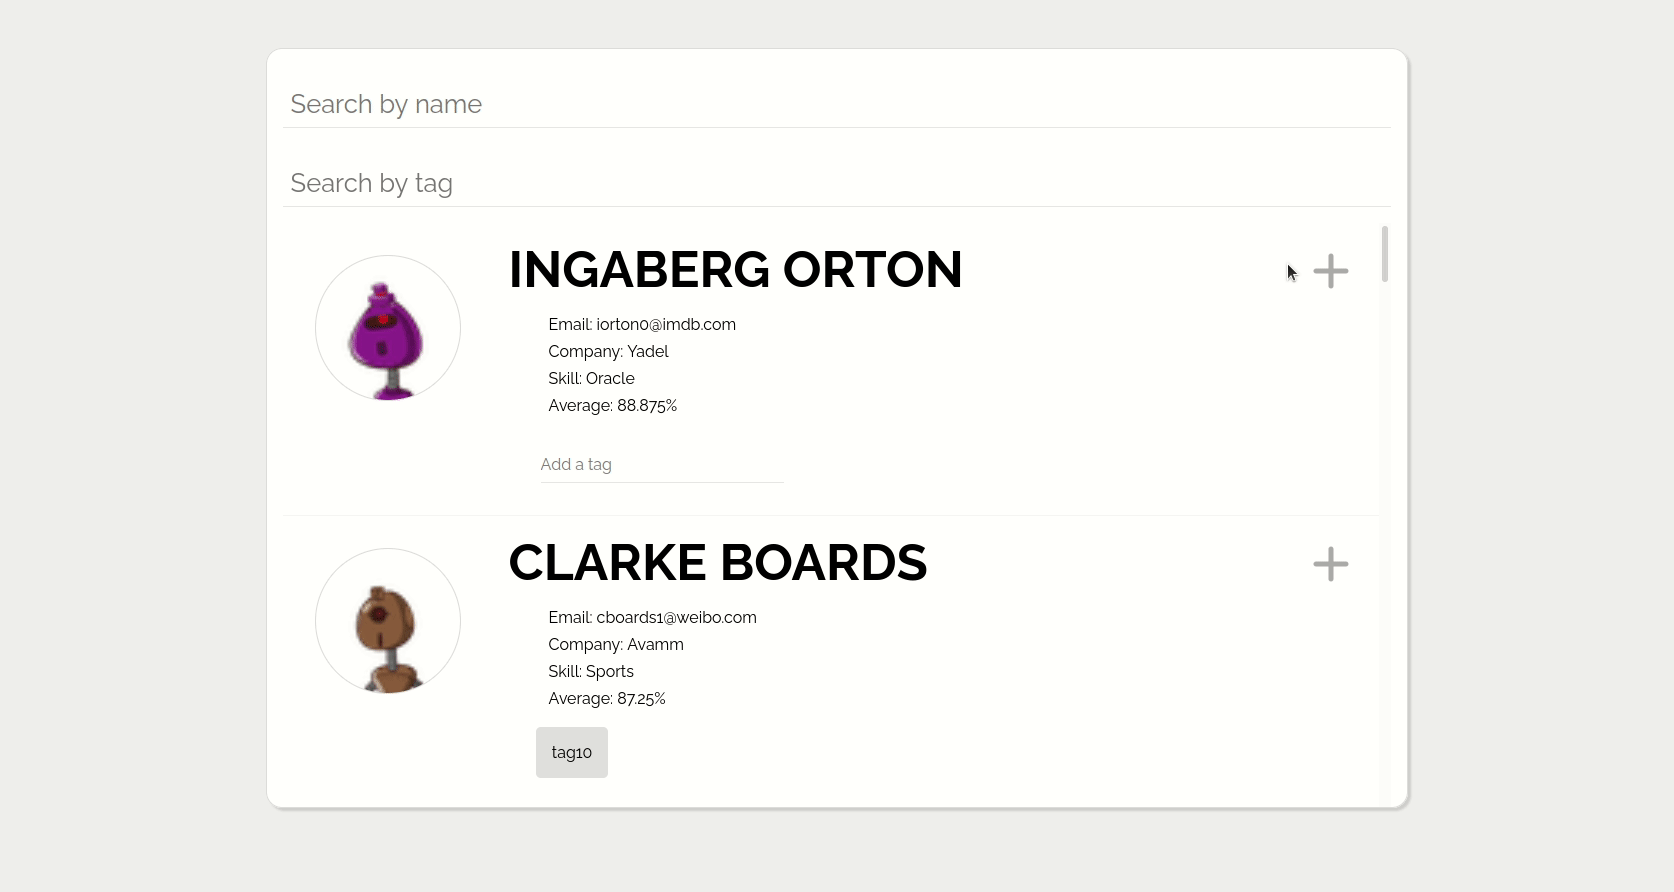 Search by name
Search by tag
INGABERG ORTON
Email: iorton0@imdb.com
Company: Yadel
Skill: Oracle
Average: 88.875%
Add a tag
CLARKE BOARDS
Email: cboards1@weibo.com
Company: Avamm
Skill: Sports
Average: 87.25%
tag10